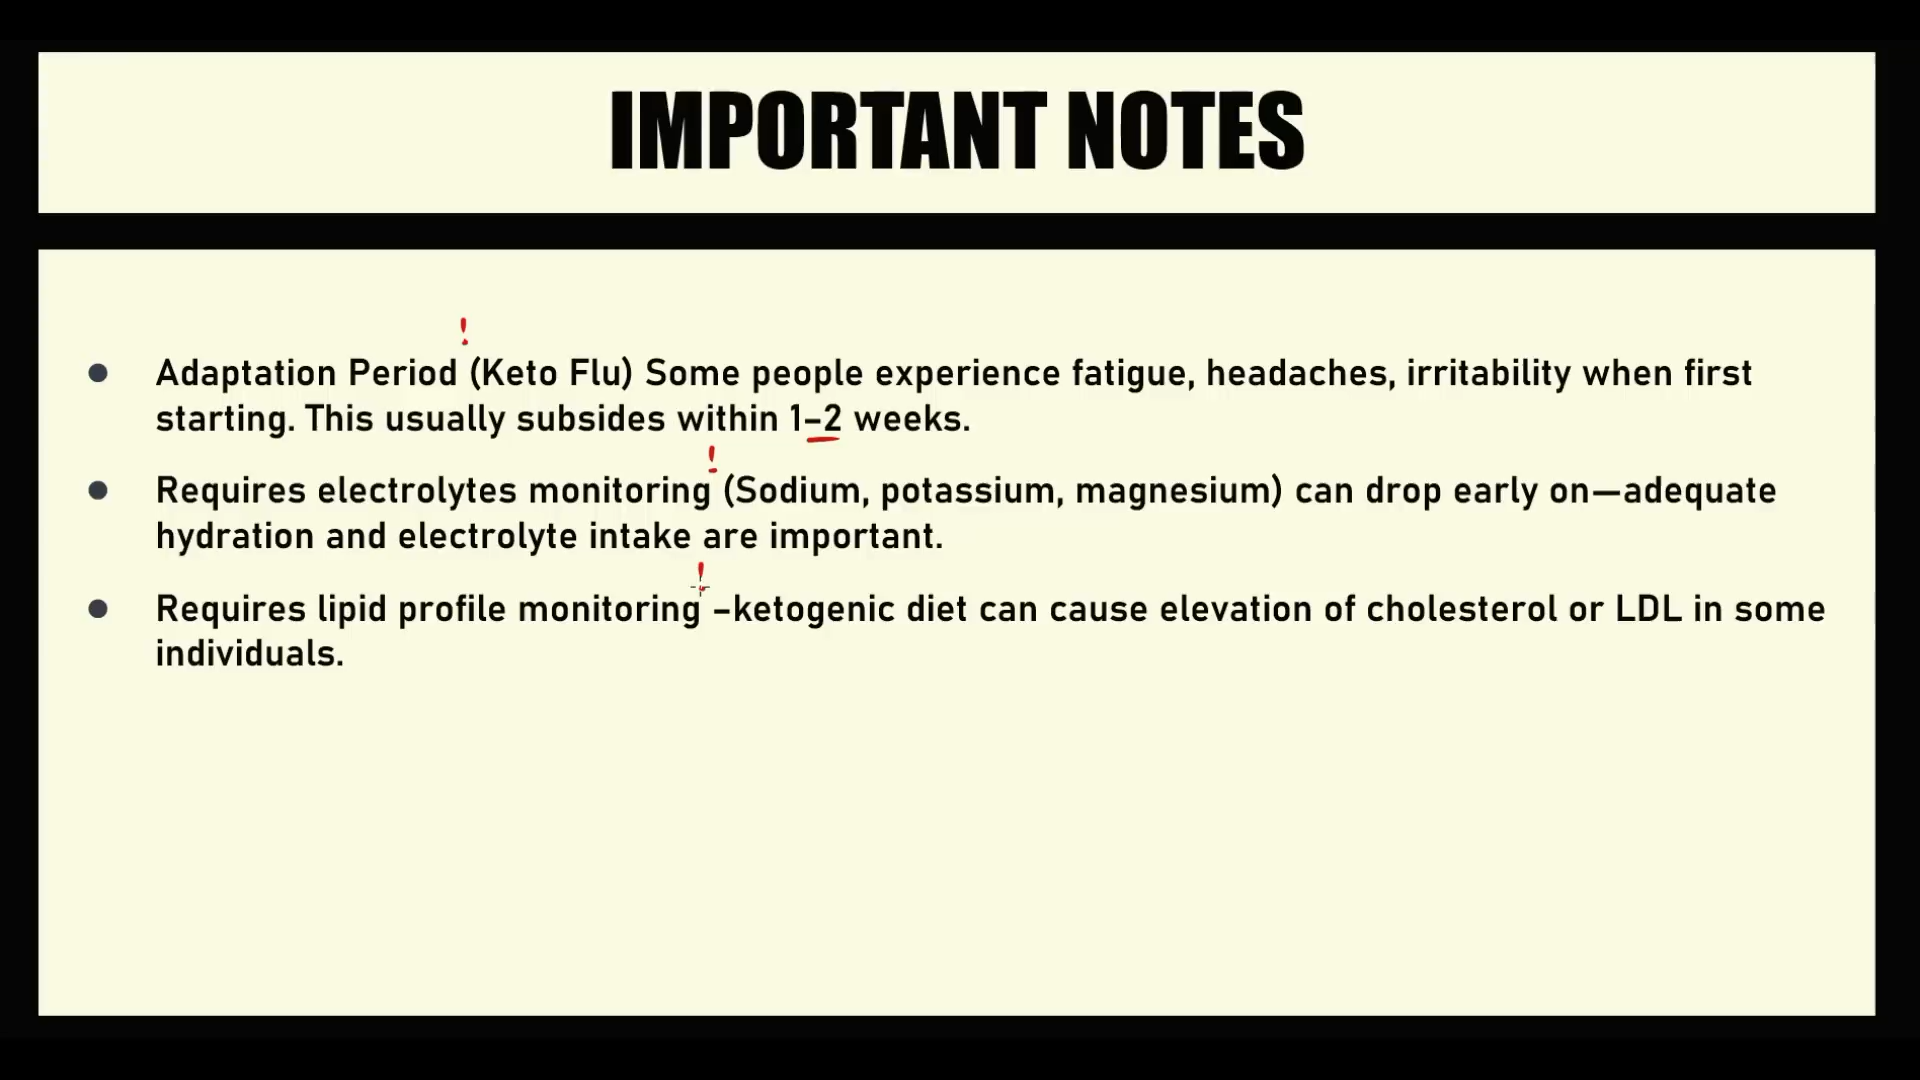 IMPORTANT NOTES
! 
● Adaptation Period (Keto Flu) Some people experience fatigue, headaches, irritability when first
starting. This usually subsides within 1–2 weeks.
!
● Requires electrolytes monitoring (Sodium, potassium, magnesium) can drop early on—adequate
hydration and electrolyte intake are important.
!
● Requires lipid profile monitoring –ketogenic diet can cause elevation of cholesterol or LDL in some
individuals.